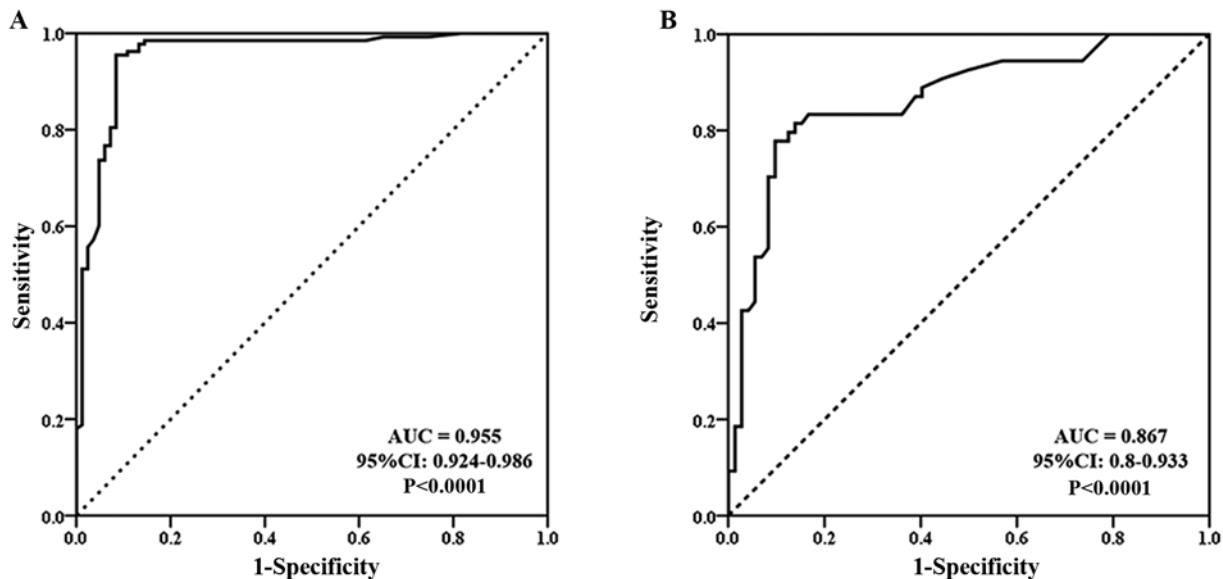 A
1.0
0.8
0.6
0.4
0.2
0.0
Sensitivity
AUC = 0.955
95%CI: 0.924-0.986
P<0.0001
0.0 0.2 0.4 0.6 0.8 1.0
1-Specificity
B
1.0
0.8
0.6
0.4
0.2
0.0
Sensitivity
AUC = 0.867
95%CI: 0.8-0.933
P<0.0001
0.0 0.2 0.4 0.6 0.8 1.0
1-Specificity